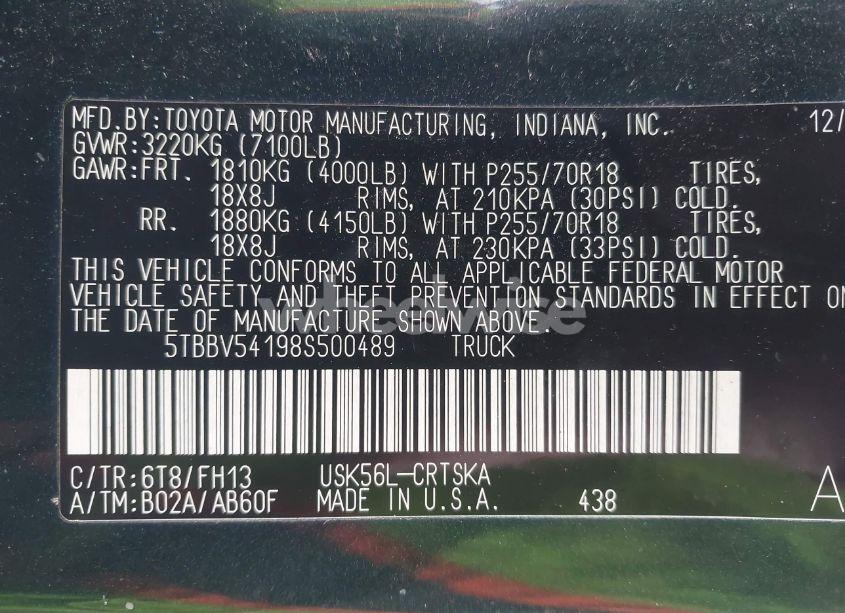 MFD.BY:TOYOTA MOTOR MANUFACTURING, INDIANA, INC. 12/
GVWR:3220KG (7100LB)
GAWR:FRT. 1810KG (4000LB) WITH P255/70R18 TIRES,
18X8J RIMS, AT 210KPA (30PSI) COLD.
RR. 1880KG (4150LB) WITH P255/70R18 TIRES,
18X8J RIMS, AT 230KPA (33PSI) COLD.
THIS VEHICLE CONFORMS TO ALL APPLICABLE FEDERAL MOTOR
VEHICLE SAFETY AND THEFT PREVENTION STANDARDS IN EFFECT ON
THE DATE OF MANUFACTURE SHOWN ABOVE.
wheelwise
5TBBV54198S500489 TRUCK
C/TR:6T8/FH13 USK56L-CRTSKA
A/TM:B02A/AB60F MADE IN U.S.A. 438 A